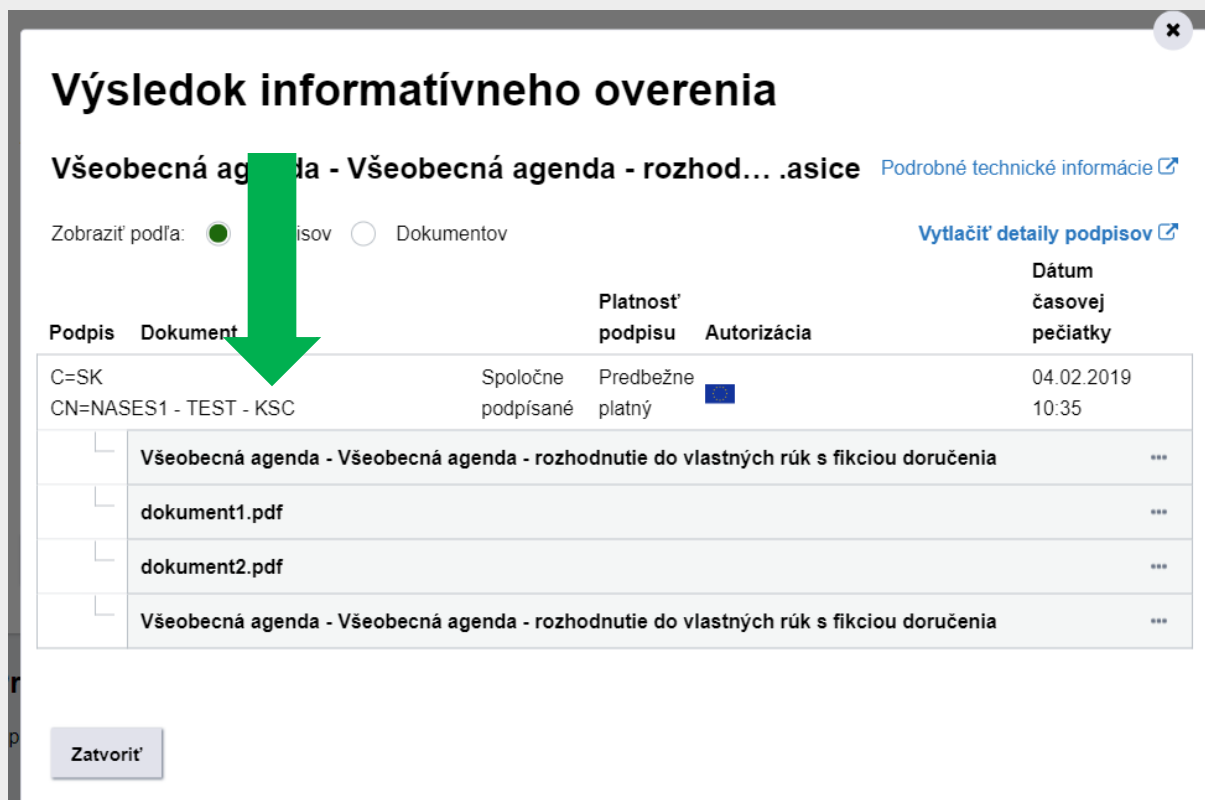 Výsledok informatívneho overenia
Všeobecná da - Všeobecná agenda - rozhod... .asice Podrobné technické informácie
Zobraziť podľa: Dokumentov Vytlačiť detaily podpisov
Dátum
Platnosť časovej
Podpis Dokument podpisu Autorizácia pečiatky
C=SK Spoločne Predbežne 04.02.2019
CN=NASES1 - TEST - KSC podpísané platný 10:35
Všeobecná agenda - Všeobecná agenda - rozhodnutie do vlastných rúk s fikciou doručenia
dokument1.pdf
dokument2.pdf
Všeobecná agenda - Všeobecná agenda - rozhodnutie do vlastných rúk s fikciou doručenia
Zatvoriť